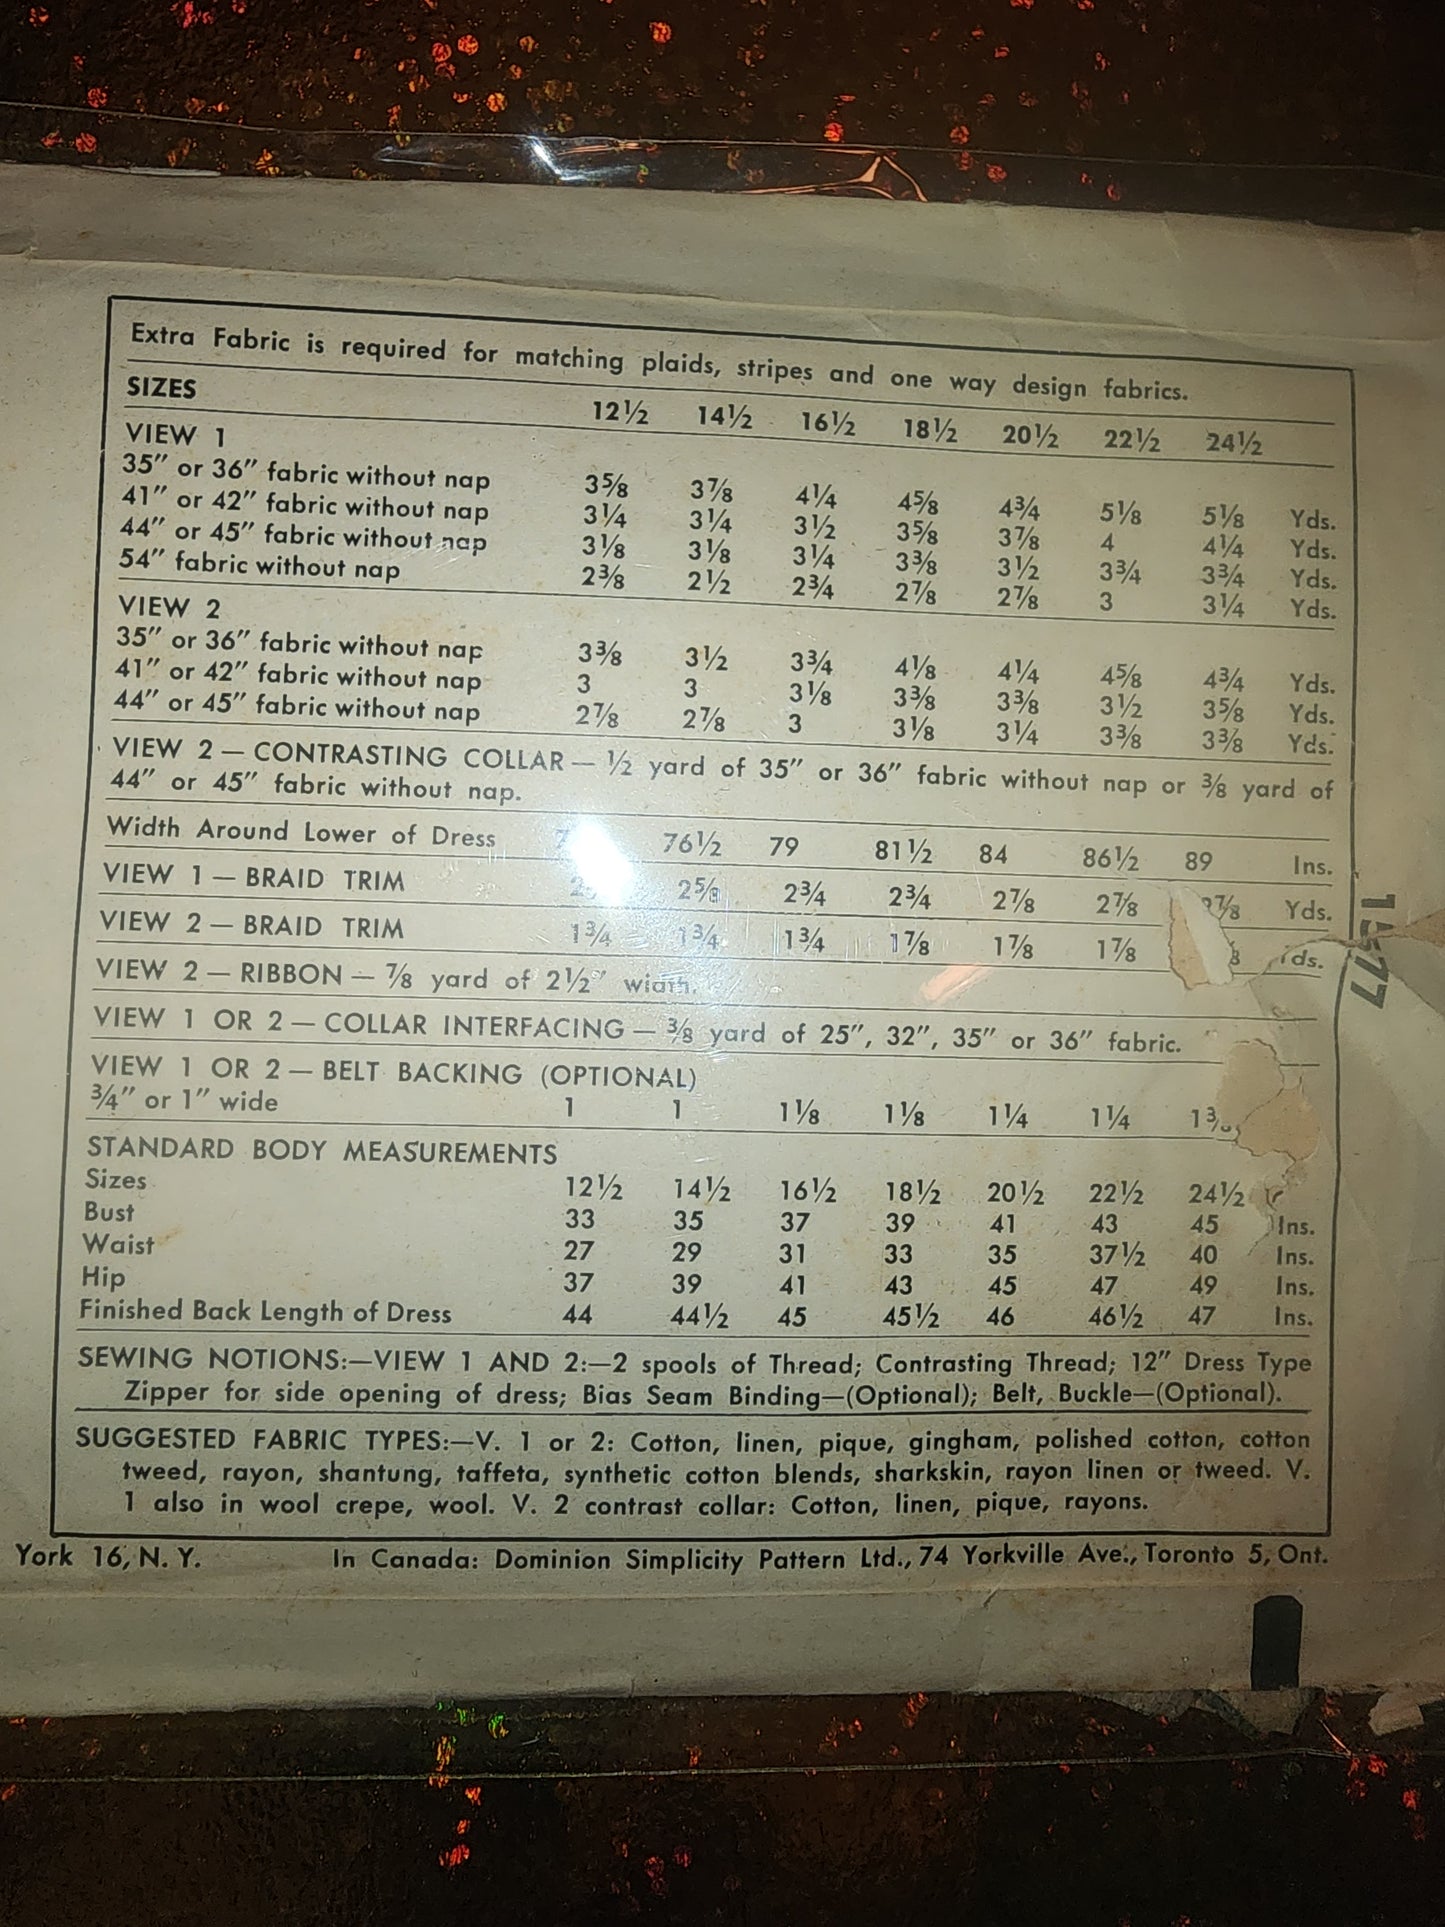 Extra Fabric is required for matching plaids, stripes and one way design fabrics.
SIZES 12½ 14½ 16½ 18½ 20½ 22½ 24½
VIEW 1
35″ or 36″ fabric without nap 3⅝ 3⅞ 4¼ 4⅝ 4¾ 5⅛ 5⅛ Yds.
41″ or 42″ fabric without nap 3¼ 3¼ 3½ 3⅝ 3⅞ 4 4¼ Yds.
44″ or 45″ fabric without nap 3⅛ 3⅛ 3¼ 3⅜ 3½ 3¾ 3¾ Yds.
54″ fabric without nap 2⅜ 2½ 2¾ 2⅞ 2⅞ 3 3¼ Yds.
VIEW 2
35″ or 36″ fabric without nap 3⅜ 3½ 3¾ 4⅛ 4¼ 4⅝ 4¾ Yds.
41″ or 42″ fabric without nap 3 3 3⅛ 3⅜ 3⅜ 3½ 3⅝ Yds.
44″ or 45″ fabric without nap 2⅞ 2⅞ 3 3⅛ 3¼ 3⅜ 3⅜ Yds.
VIEW 2 — CONTRASTING COLLAR — ½ yard of 35″ or 36″ fabric without nap or ⅜ yard of
44″ or 45″ fabric without nap.
Width Around Lower of Dress 76½ 79 81½ 84 86½ 89 Ins.
VIEW 1 — BRAID TRIM 2⅝ 2¾ 2¾ 2⅞ 2⅞ Yds.
VIEW 2 — BRAID TRIM 1¾ 1¾ 1¾ 1⅞ 1⅞ 1⅞ Yds.
VIEW 2 — RIBBON — ⅞ yard of 2½″ width.
VIEW 1 OR 2 — COLLAR INTERFACING — ⅜ yard of 25″, 32″, 35″ or 36″ fabric.
VIEW 1 OR 2 — BELT BACKING (OPTIONAL)
¾″ or 1″ wide 1 1 1⅛ 1⅛ 1¼ 1¼
STANDARD BODY MEASUREMENTS
Sizes 12½ 14½ 16½ 18½ 20½ 22½ 24½
Bust 33 35 37 39 41 43 45 Ins.
Waist 27 29 31 33 35 37½ 40 Ins.
Hip 37 39 41 43 45 47 49 Ins.
Finished Back Length of Dress 44 44½ 45 45½ 46 46½ 47 Ins.
SEWING NOTIONS:—VIEW 1 AND 2:—2 spools of Thread; Contrasting Thread; 12″ Dress Type
Zipper for side opening of dress; Bias Seam Binding—(Optional); Belt, Buckle—(Optional).
SUGGESTED FABRIC TYPES:—V. 1 or 2: Cotton, linen, pique, gingham, polished cotton, cotton
tweed, rayon, shantung, taffeta, synthetic cotton blends, sharkskin, rayon linen or tweed. V.
1 also in wool crepe, wool. V. 2 contrast collar: Cotton, linen, pique, rayons.
York 16, N. Y. In Canada: Dominion Simplicity Pattern Ltd., 74 Yorkville Ave., Toronto 5, Ont.